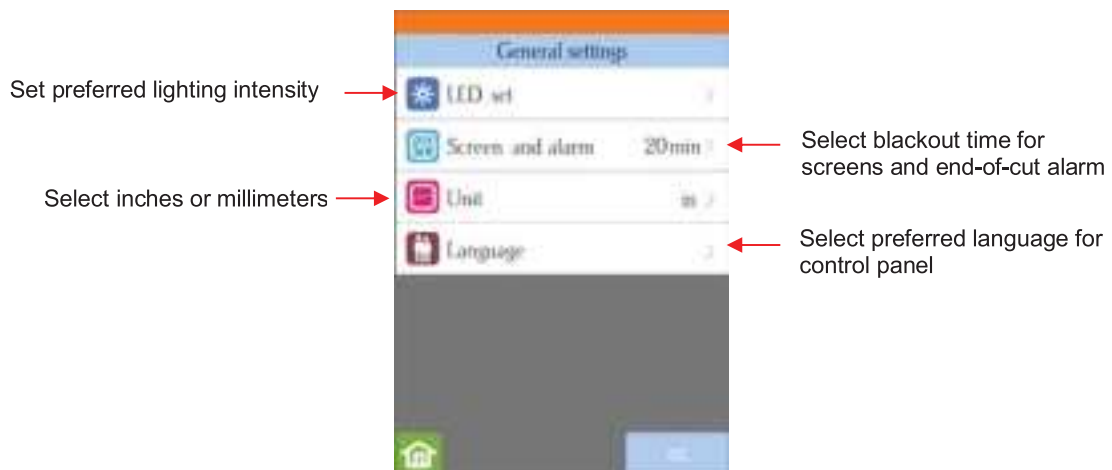 General settings
Set preferred lighting intensity
LED set
Screen and alarm 20min
Select blackout time for
screens and end-of-cut alarm
Select inches or millimeters
Unit in
Language
Select preferred language for
control panel